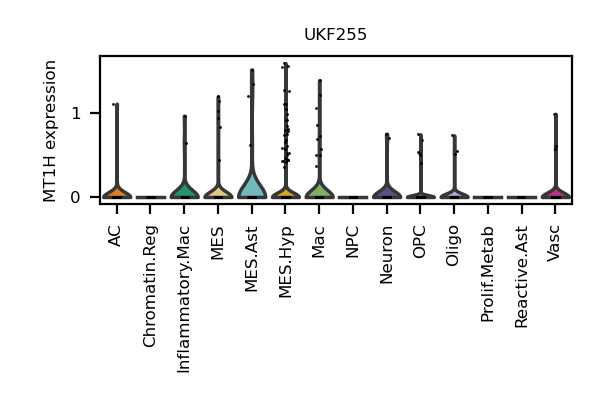 UKF255
MT1H expression
1
0
AC
Chromatin.Reg
Inflammatory.Mac
MES
MES.Ast
MES.Hyp
Mac
NPC
Neuron
OPC
Oligo
Prolif.Metab
Reactive.Ast
Vasc